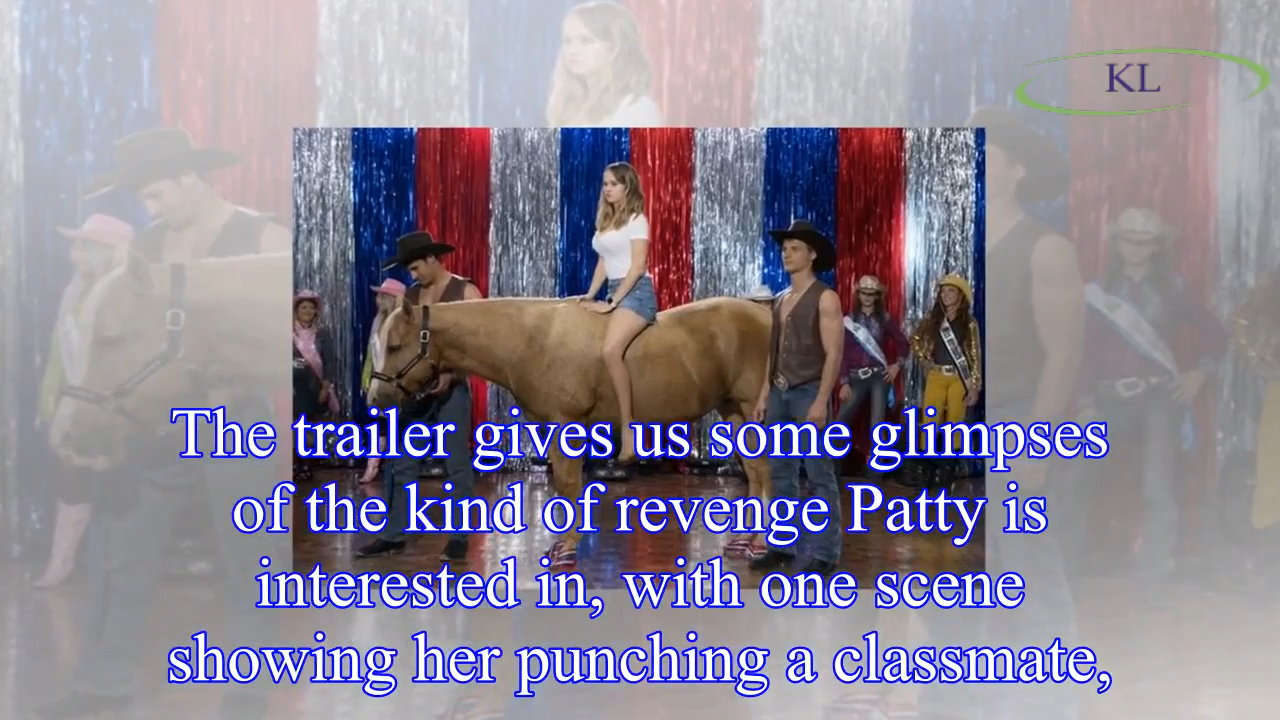 KL
The trailer gives us some glimpses
of the kind of revenge Patty is
interested in, with one scene
showing her punching a classmate,